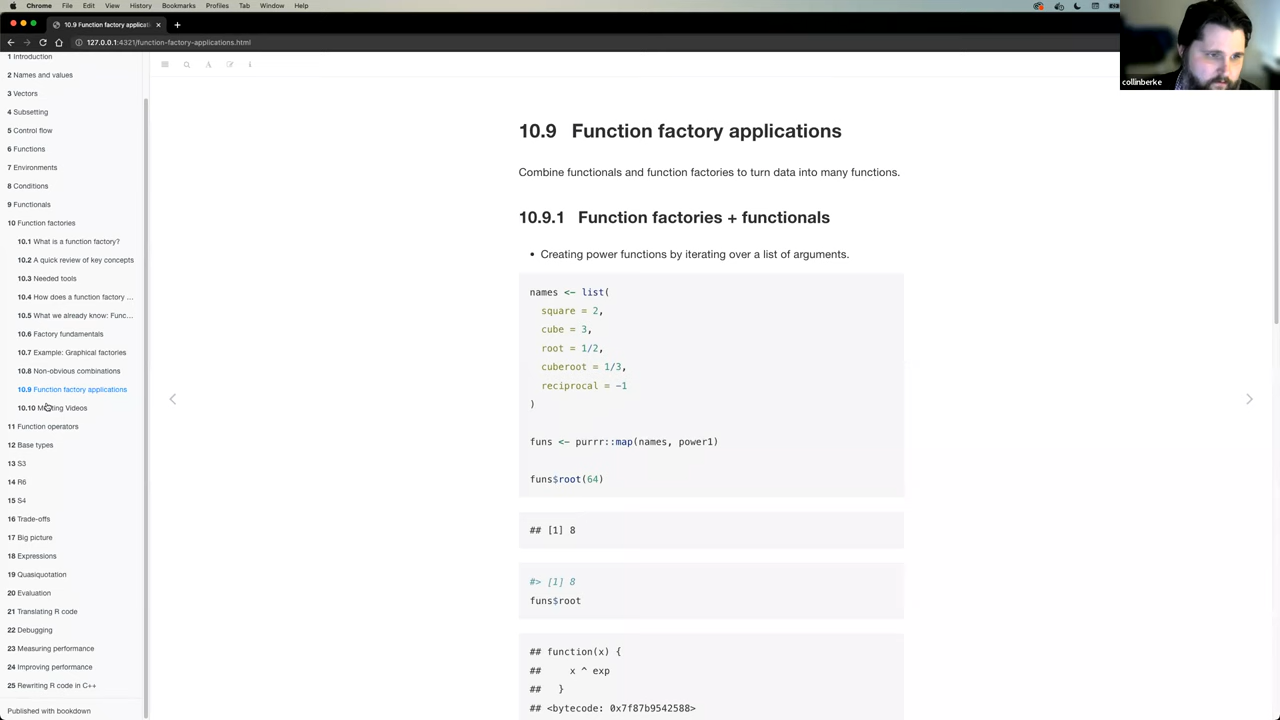 Chrome File Edit View History Bookmarks Profiles Tab Window Help
10.9 Function factory applicati
127.0.0.1:4321/function-factory-applications.html
collinberke
1 Introduction
2 Names and values
3 Vectors
4 Subsetting
5 Control flow
6 Functions
7 Environments
8 Conditions
9 Functionals
10 Function factories
10.1 What is a function factory?
10.2 A quick review of key concepts
10.3 Needed tools
10.4 How does a function factory ...
10.5 What we already know: Func...
10.6 Factory fundamentals
10.7 Example: Graphical factories
10.8 Non-obvious combinations
10.9 Function factory applications
10.10 Meeting Videos
11 Function operators
12 Base types
13 S3
14 R6
15 S4
16 Trade-offs
17 Big picture
18 Expressions
19 Quasiquotation
20 Evaluation
21 Translating R code
22 Debugging
23 Measuring performance
24 Improving performance
25 Rewriting R code in C++
Published with bookdown
10.9 Function factory applications
Combine functionals and function factories to turn data into many functions.
10.9.1 Function factories + functionals
• Creating power functions by iterating over a list of arguments.
names <- list(
square = 2,
cube = 3,
root = 1/2,
cuberoot = 1/3,
reciprocal = -1
)
funs <- purrr::map(names, power1)
funs$root(64)
## [1] 8
#> [1] 8
funs$root
## function(x) {
## x ^ exp
## }
## <bytecode: 0x7f87b9542588>